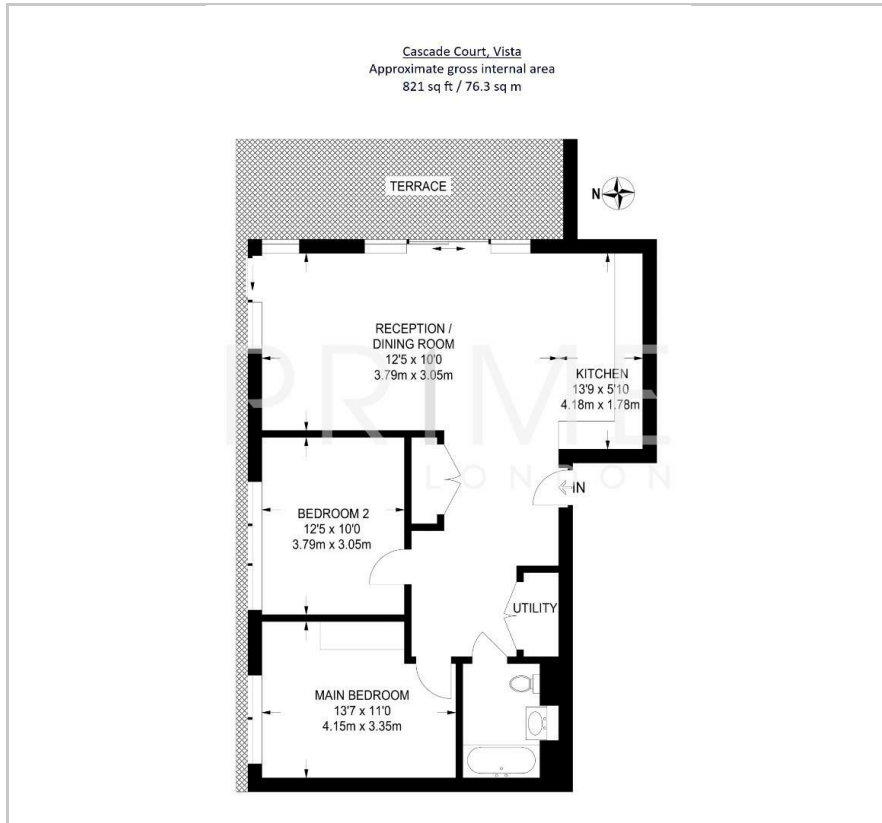 Cascade Court, Vista
Approximate gross internal area
821 sq ft / 76.3 sq m
TERRACE
N
RECEPTION /
DINING ROOM
12'5 x 10'0
3.79m x 3.05m
KITCHEN
13'9 x 5'10
4.18m x 1.78m
PRIME
LONDON
IN
BEDROOM 2
12'5 x 10'0
3.79m x 3.05m
UTILITY
MAIN BEDROOM
13'7 x 11'0
4.15m x 3.35m